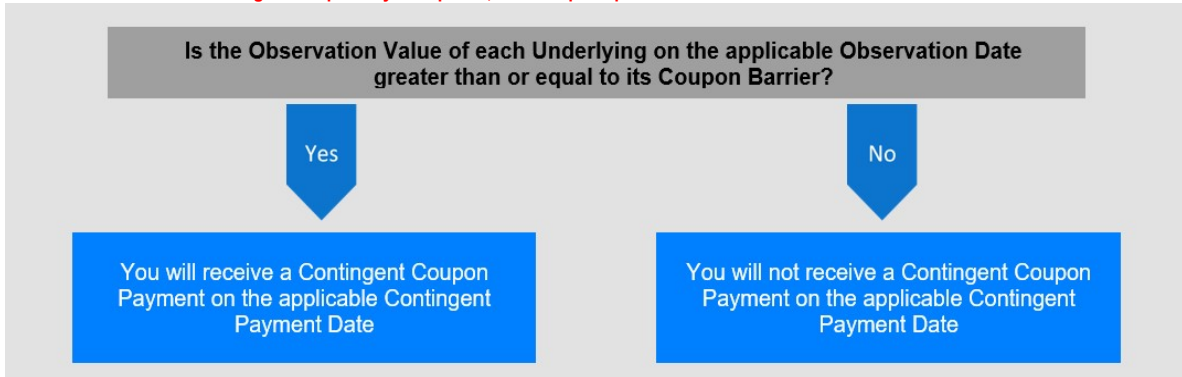 Is the Observation Value of each Underlying on the applicable Observation Date
greater than or equal to its Coupon Barrier?
Yes
No
You will receive a Contingent Coupon
Payment on the applicable Contingent
Payment Date
You will not receive a Contingent Coupon
Payment on the applicable Contingent
Payment Date